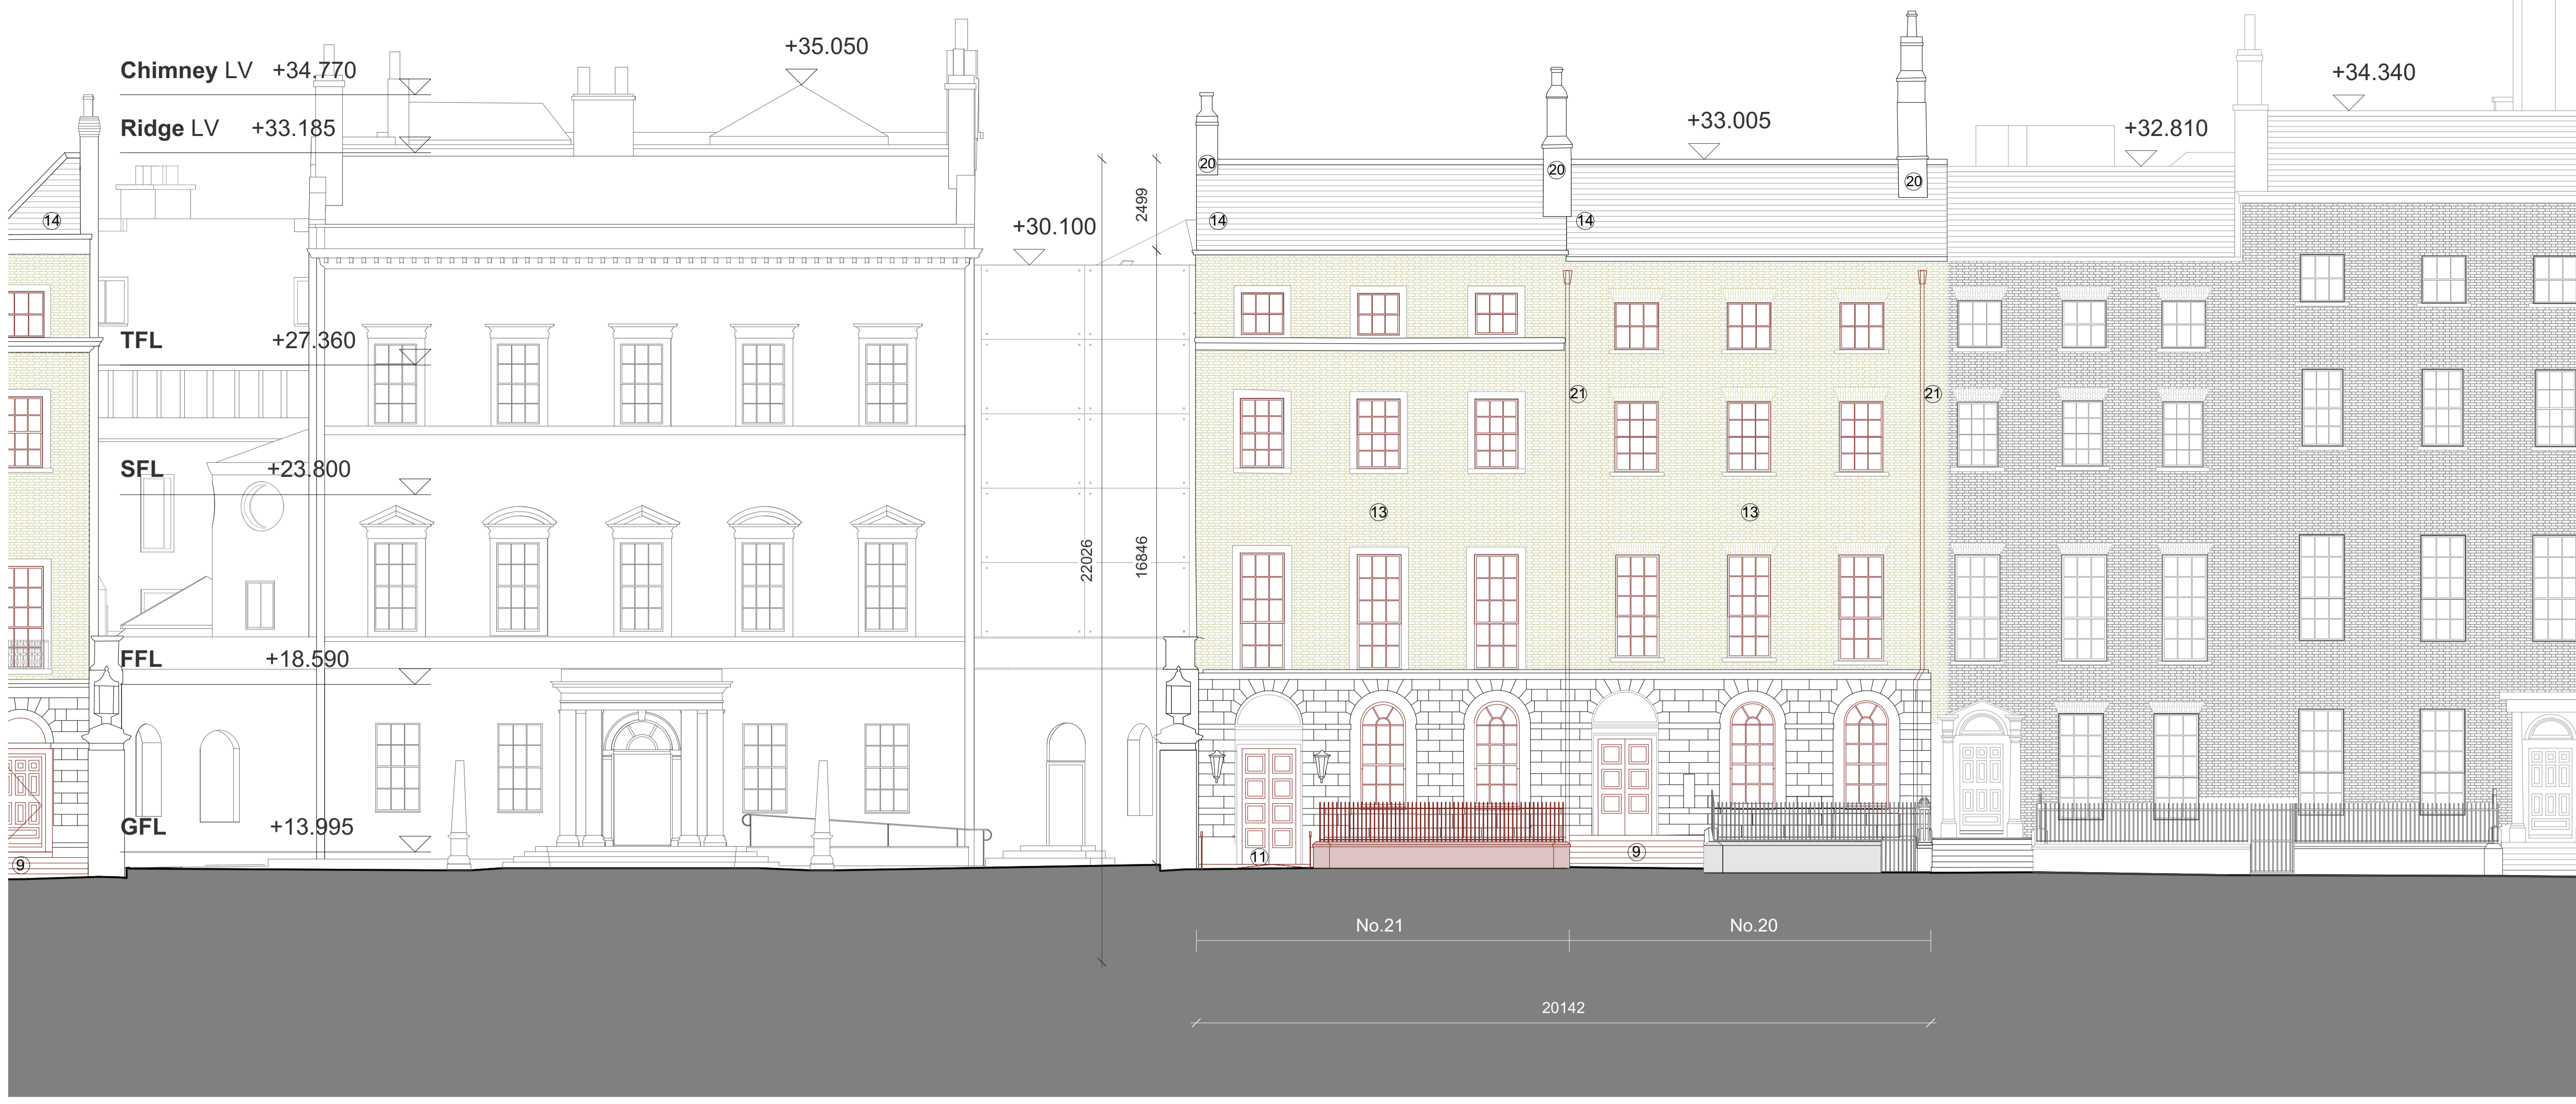 +35.050
Chimney LV +34.770
+34.340
+33.005
Ridge LV +33.185
+32.810
20
20
20
2499
14
14
14
+30.100
TFL +27.360
21
21
SFL +23.800
13
13
22026
16846
FFL +18.590
GFL +13.995
9
11
9
No.21
No.20
20142